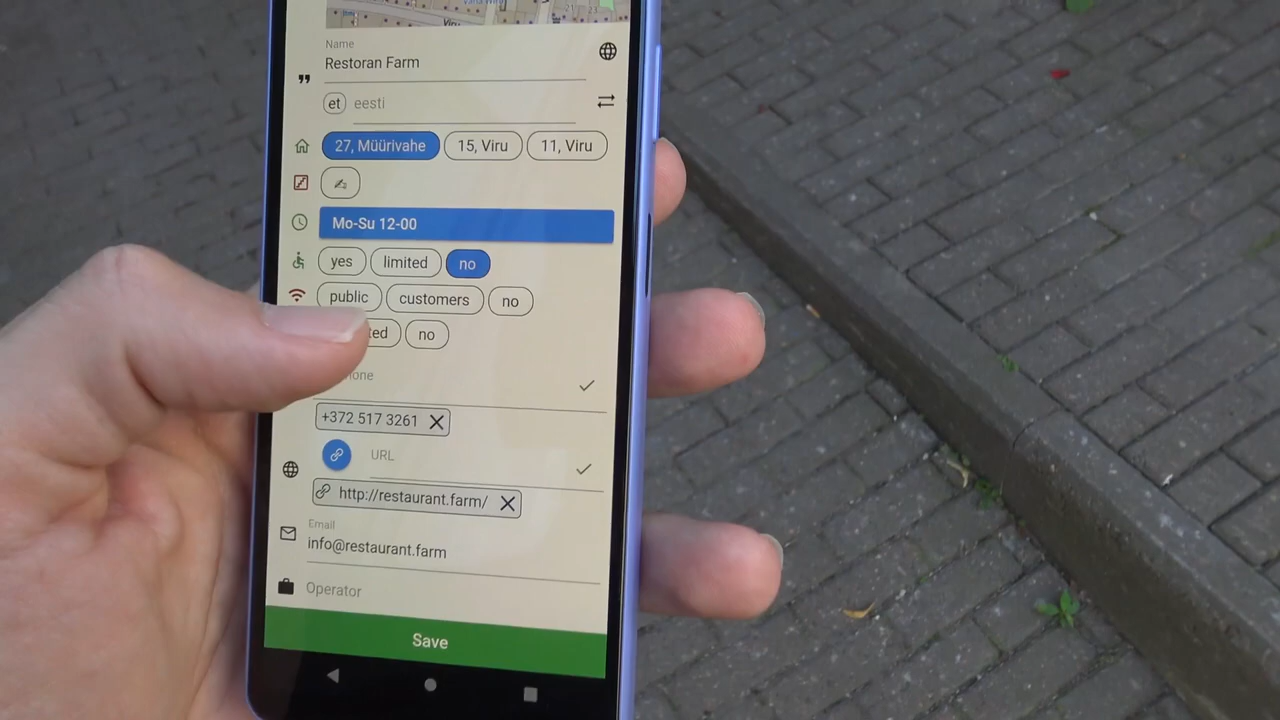 Viru
Name
Restoran Farm
et eesti
27, Müürivahe 15, Viru 11, Viru
Mo-Su 12-00
yes limited no
public customers no
no
+372 517 3261
URL
http://restaurant.farm/
Email
info@restaurant.farm
Operator
Save